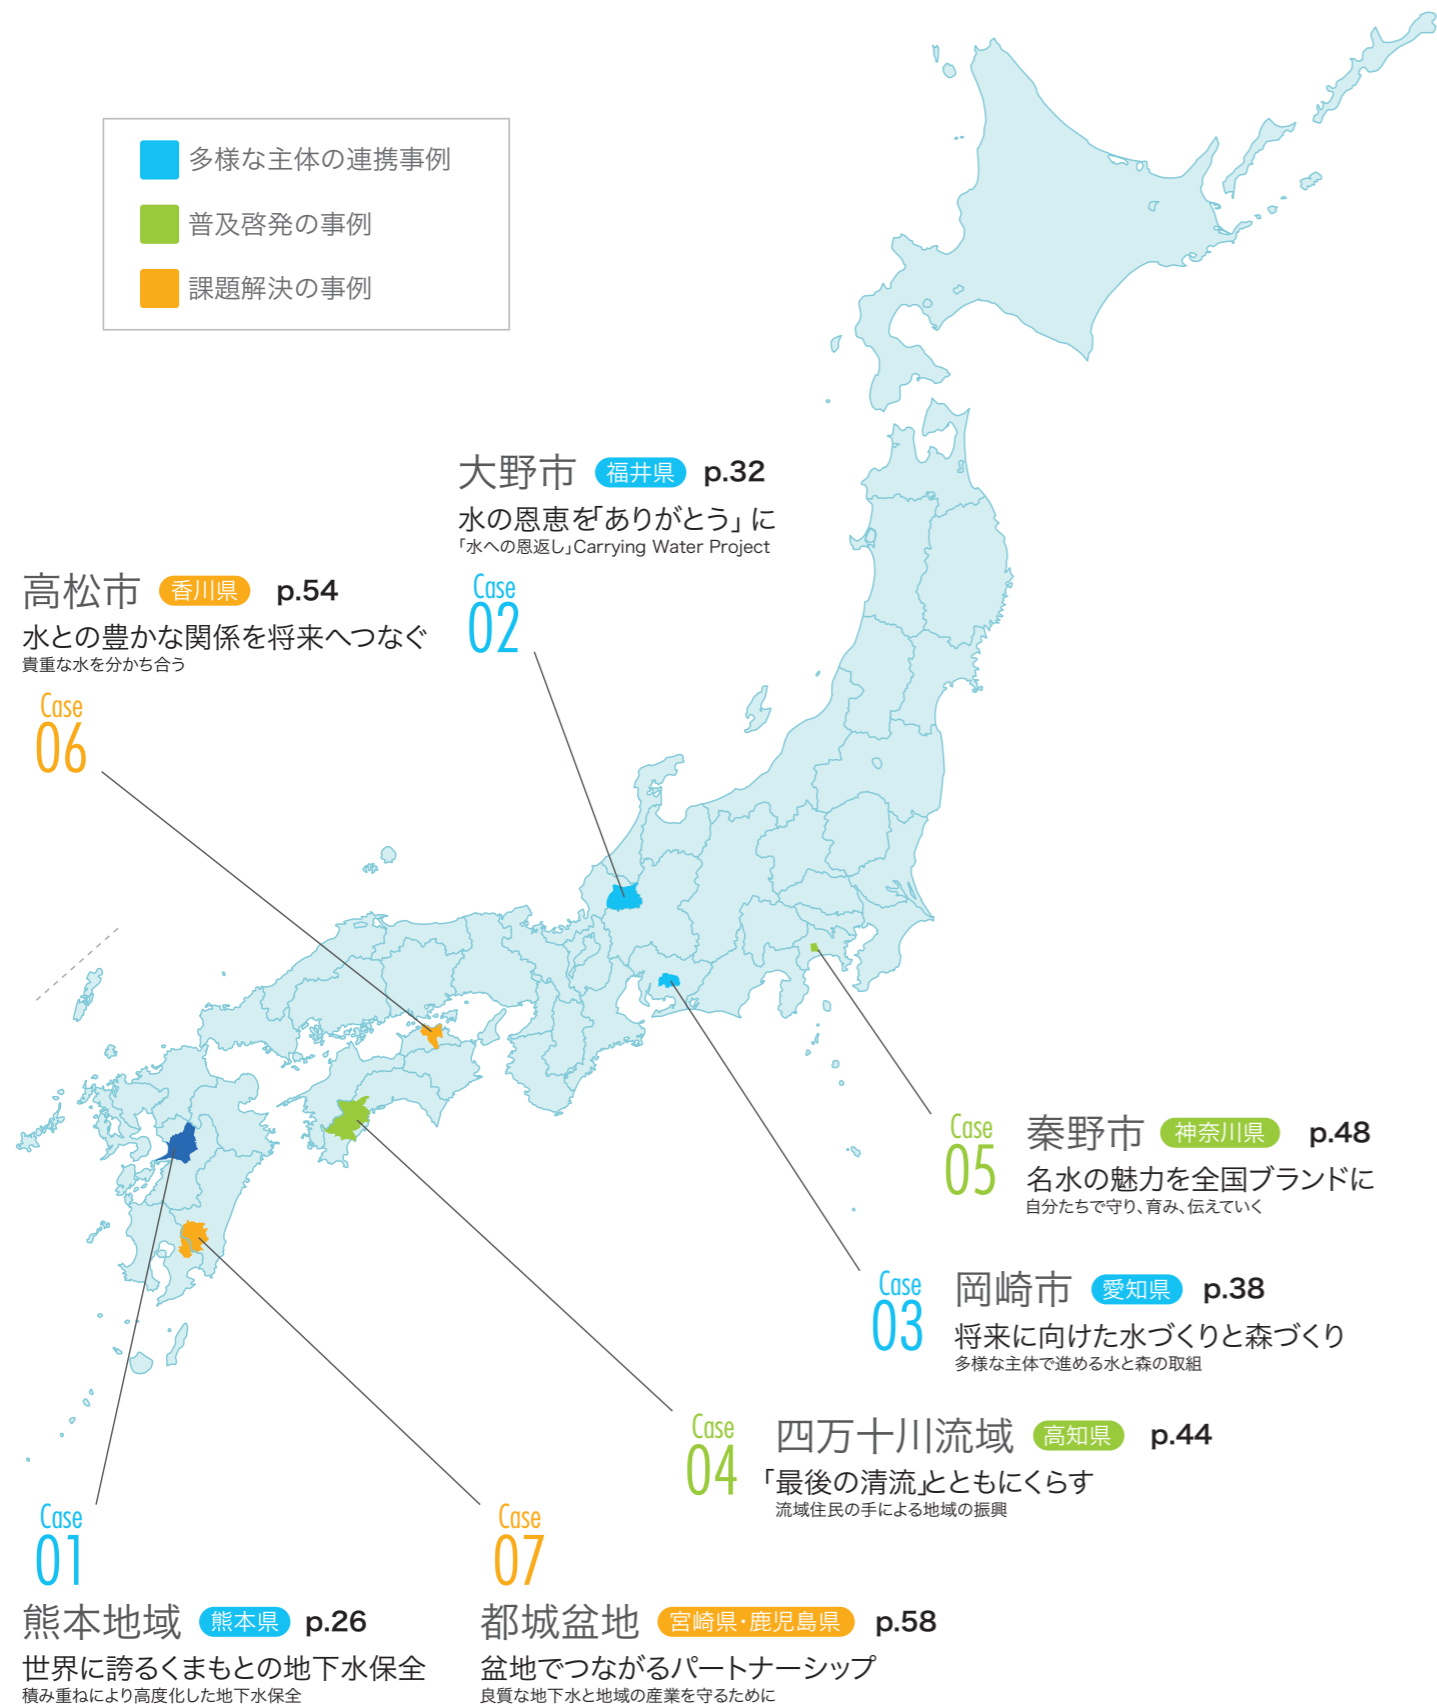 多様な主体の連携事例
普及啓発の事例
課題解決の事例
大野市 福井県 p.32
水の恩恵を「ありがとう」に
「水への恩返し」Carrying Water Project
Case
02
高松市 香川県 p.54
水との豊かな関係を将来へつなぐ
貴重な水を分かち合う
Case
06
Case
05
秦野市 神奈川県 p.48
名水の魅力を全国ブランドに
自分たちで守り、育み、伝えていく
Case
03
岡崎市 愛知県 p.38
将来に向けた水づくりと森づくり
多様な主体で進める水と森の取組
Case
04
四万十川流域 高知県 p.44
「最後の清流」とともにくらす
流域住民の手による地域の振興
Case
01
熊本地域 熊本県 p.26
世界に誇るくまもとの地下水保全
積み重ねにより高度化した地下水保全
Case
07
都城盆地 宮崎県・鹿児島県 p.58
盆地でつながるパートナーシップ
良質な地下水と地域の産業を守るために